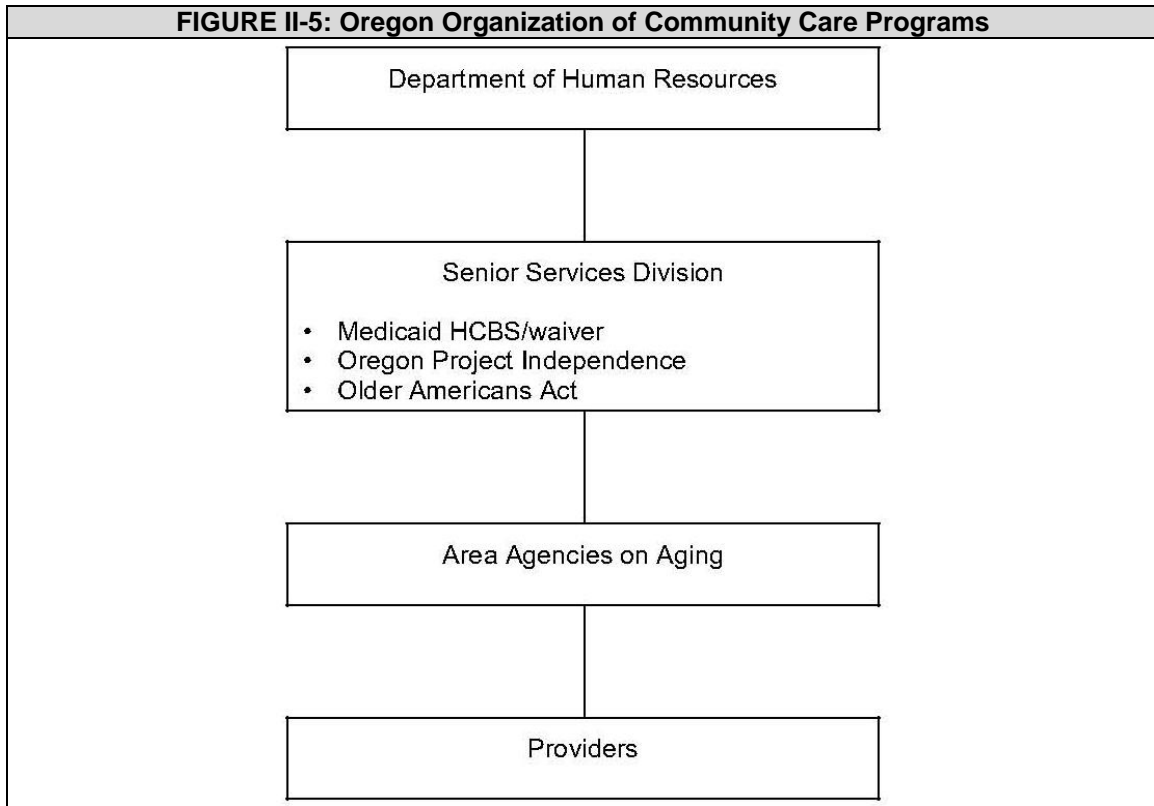 FIGURE II-5: Oregon Organization of Community Care Programs
Department of Human Resources
Senior Services Division
• Medicaid HCBS/waiver
• Oregon Project Independence
• Older Americans Act
Area Agencies on Aging
Providers